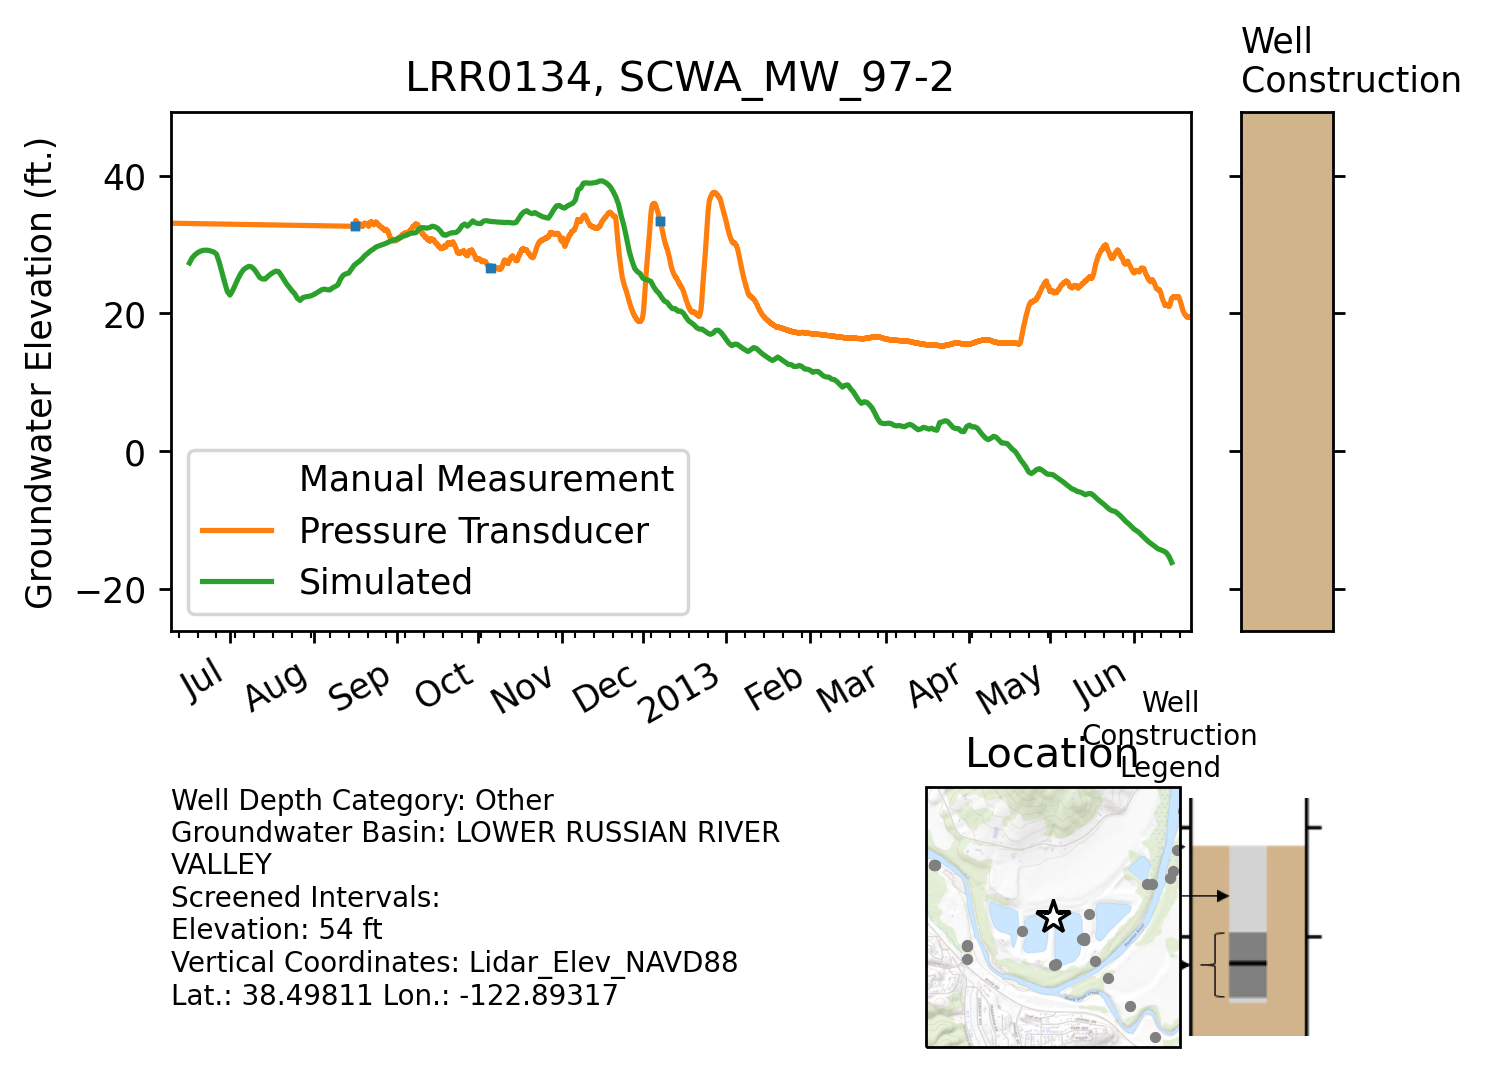 Well
Construction
LRR0134, SCWA_MW_97-2
Groundwater Elevation (ft.)
40
20
0
−20
Manual Measurement
Pressure Transducer
Simulated
Jul
Aug
Sep
Oct
Nov
Dec
2013
Feb
Mar
Apr
May
Jun
Well
Construction
Legend
Location
Well Depth Category: Other
Groundwater Basin: LOWER RUSSIAN RIVER
VALLEY
Screened Intervals:
Elevation: 54 ft
Vertical Coordinates: Lidar_Elev_NAVD88
Lat.: 38.49811 Lon.: -122.89317